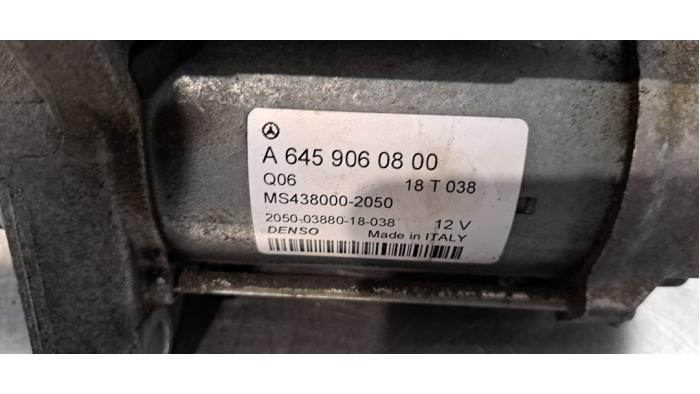 A 645 906 08 00
Q06 18 T 038
MS438000-2050
2050-03880-18-038 12 V
DENSO Made in ITALY